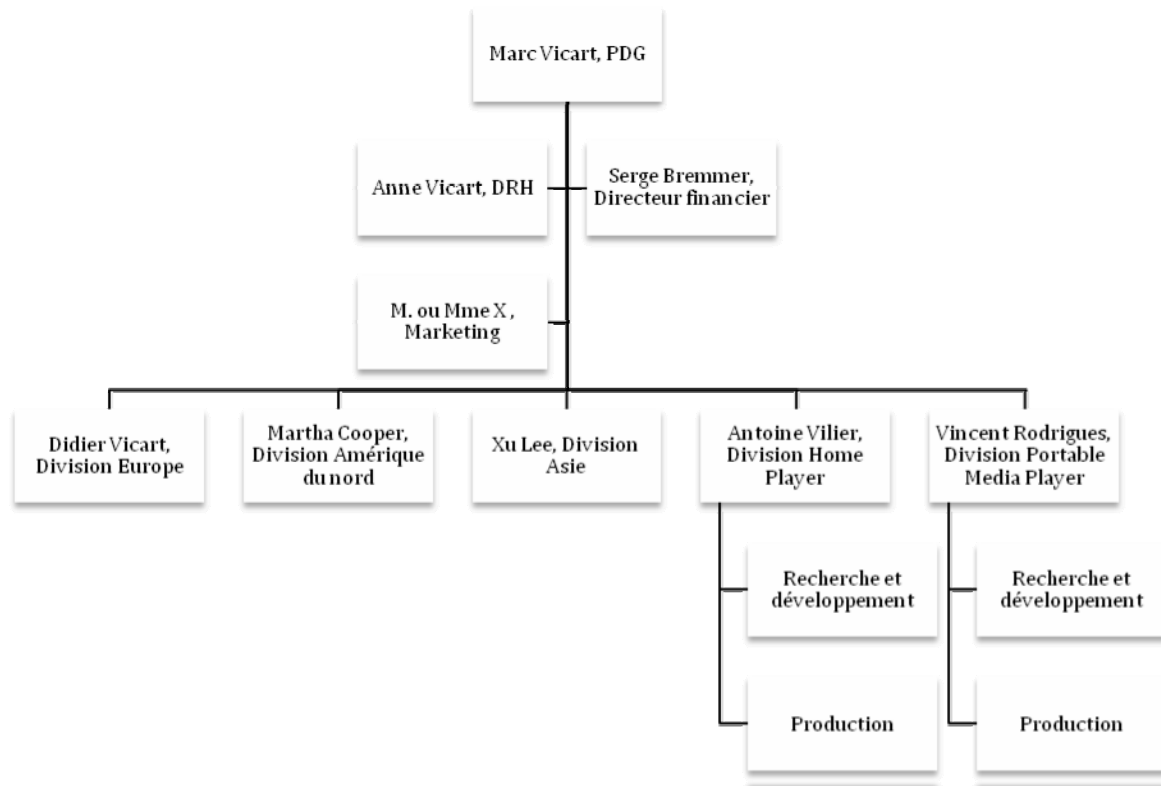 Marc Vicart, PDG
Anne Vicart, DRH
Serge Bremmer,
Directeur financier
M. ou Mme X ,
Marketing
Didier Vicart,
Division Europe
Martha Cooper,
Division Amérique
du nord
Xu Lee, Division
Asie
Antoine Vilier,
Division Home
Player
Vincent Rodrigues,
Division Portable
Media Player
Recherche et
développement
Recherche et
développement
Production
Production